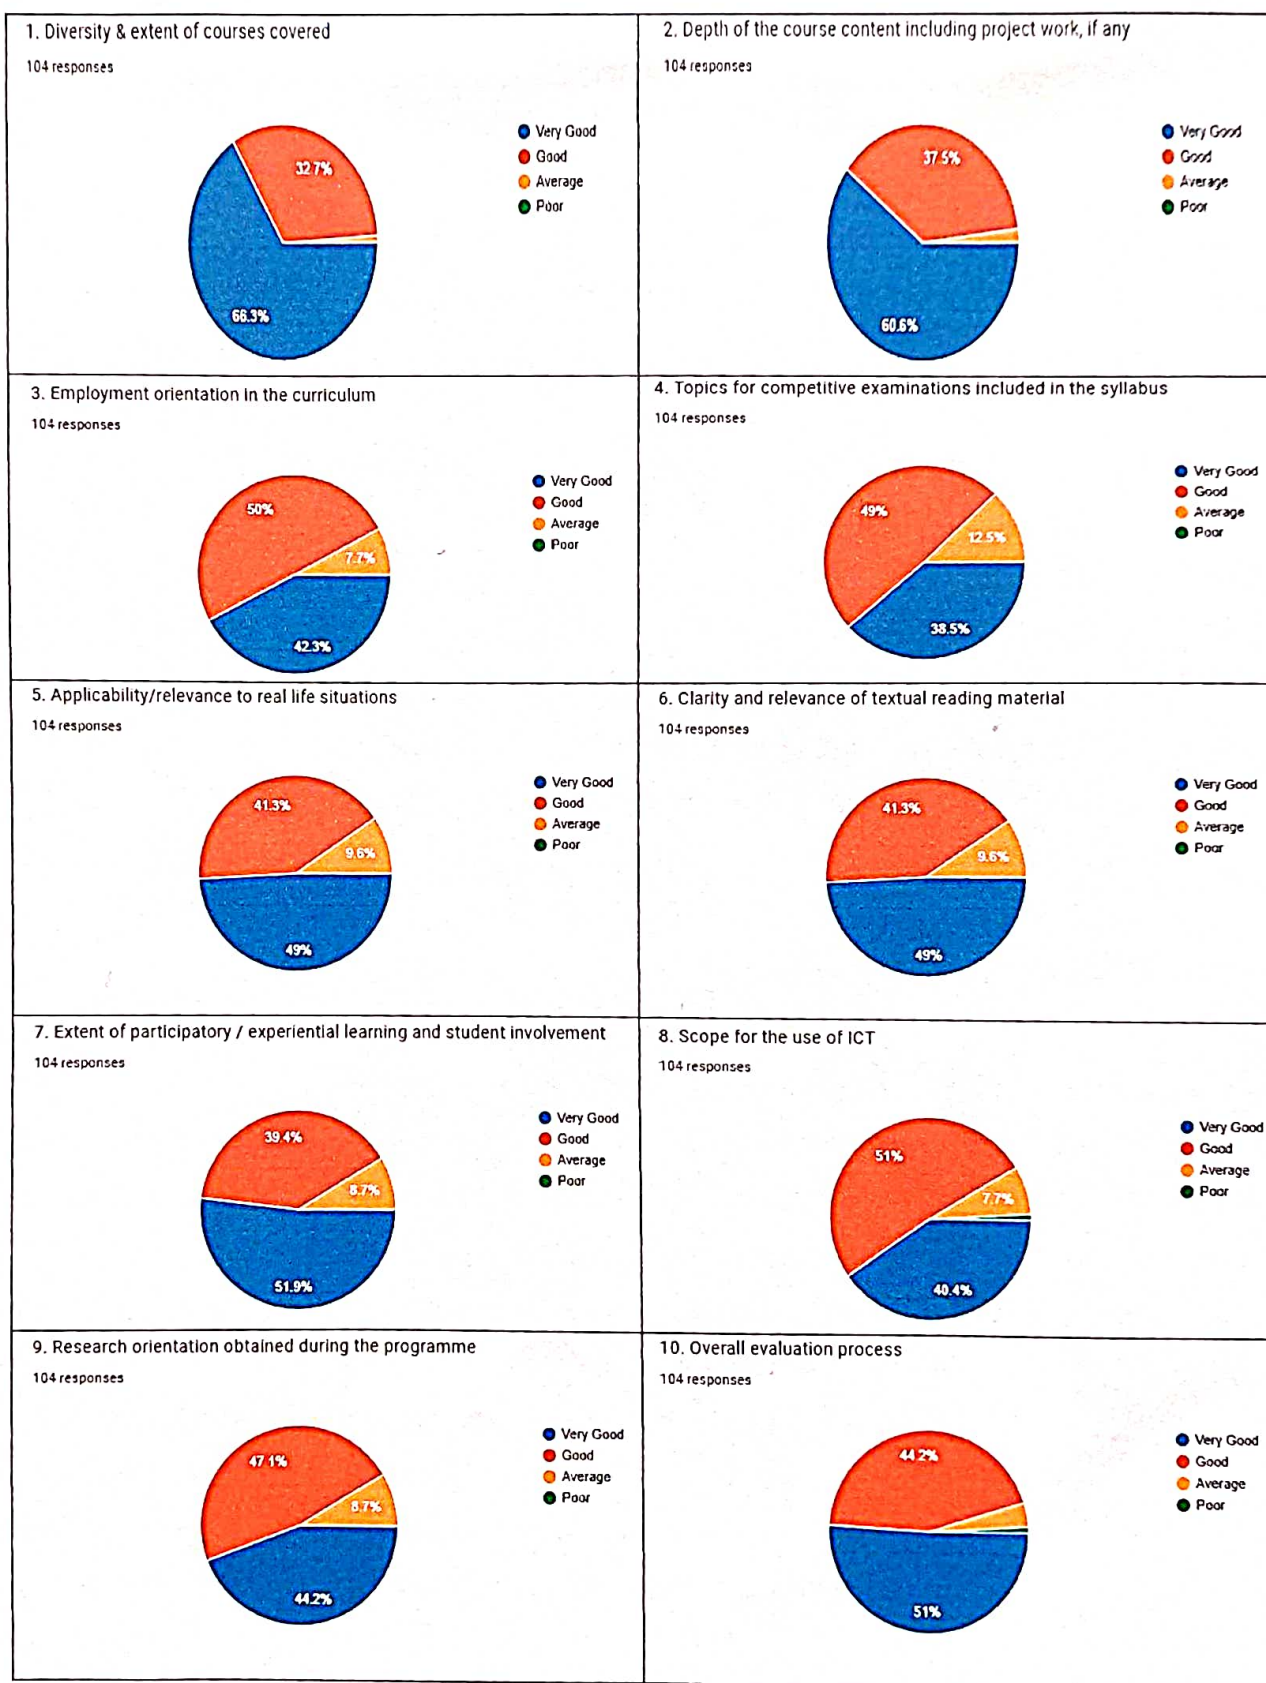 1. Diversity & extent of courses covered
104 responses
Very Good
Good
Average
Poor
32.7%
66.3%
2. Depth of the course content including project work, if any
104 responses
Very Good
Good
Average
Poor
37.5%
60.6%
3. Employment orientation in the curriculum
104 responses
Very Good
Good
Average
Poor
50%
7.7%
42.3%
4. Topics for competitive examinations included in the syllabus
104 responses
Very Good
Good
Average
Poor
49%
12.5%
38.5%
5. Applicability/relevance to real life situations
104 responses
Very Good
Good
Average
Poor
41.3%
9.6%
49%
6. Clarity and relevance of textual reading material
104 responses
Very Good
Good
Average
Poor
41.3%
9.6%
49%
7. Extent of participatory / experiential learning and student involvement
104 responses
Very Good
Good
Average
Poor
39.4%
8.7%
51.9%
8. Scope for the use of ICT
104 responses
Very Good
Good
Average
Poor
51%
7.7%
40.4%
9. Research orientation obtained during the programme
104 responses
Very Good
Good
Average
Poor
47.1%
8.7%
44.2%
10. Overall evaluation process
104 responses
Very Good
Good
Average
Poor
44.2%
51%